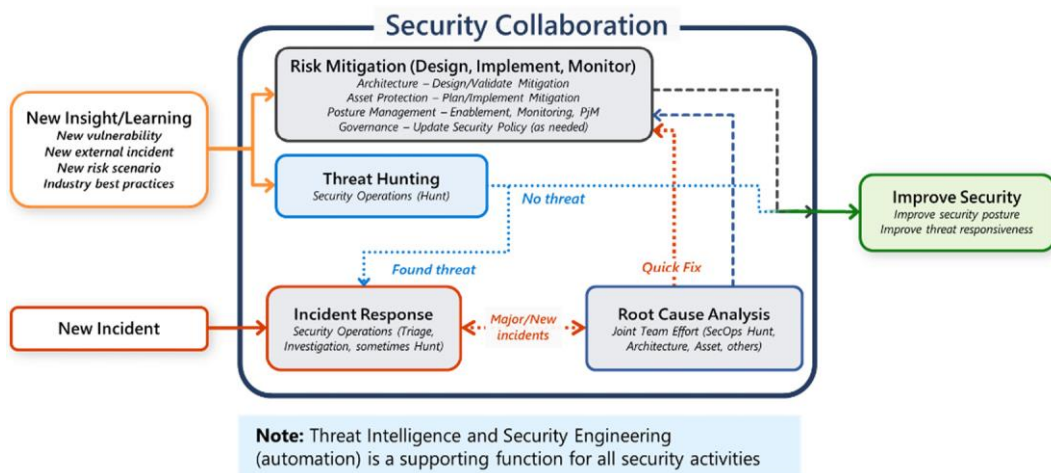 Security Collaboration
Risk Mitigation (Design, Implement, Monitor)
Architecture – Design/Validate Mitigation
Asset Protection – Plan/Implement Mitigation
Posture Management – Enablement, Monitoring, PjM
Governance – Update Security Policy (as needed)
New Insight/Learning
New vulnerability
New external incident
New risk scenario
Industry best practices
Threat Hunting
Security Operations (Hunt)
No threat
Improve Security
Improve security posture
Improve threat responsiveness
Found threat
Quick Fix
New Incident
Incident Response
Security Operations (Triage,
Investigation, sometimes Hunt)
Major/New
incidents
Root Cause Analysis
Joint Team Effort (SecOps Hunt,
Architecture, Asset, others)
Note: Threat Intelligence and Security Engineering
(automation) is a supporting function for all security activities